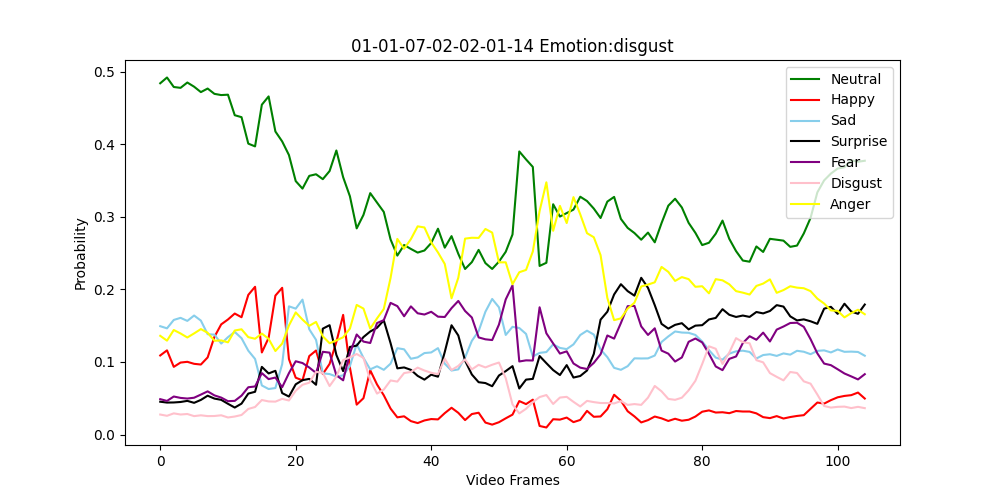 01-01-07-02-02-01-14 Emotion:disgust
Probability
0.5
0.4
0.3
0.2
0.1
0.0
0
20
40
60
80
100
Video Frames
Neutral
Happy
Sad
Surprise
Fear
Disgust
Anger